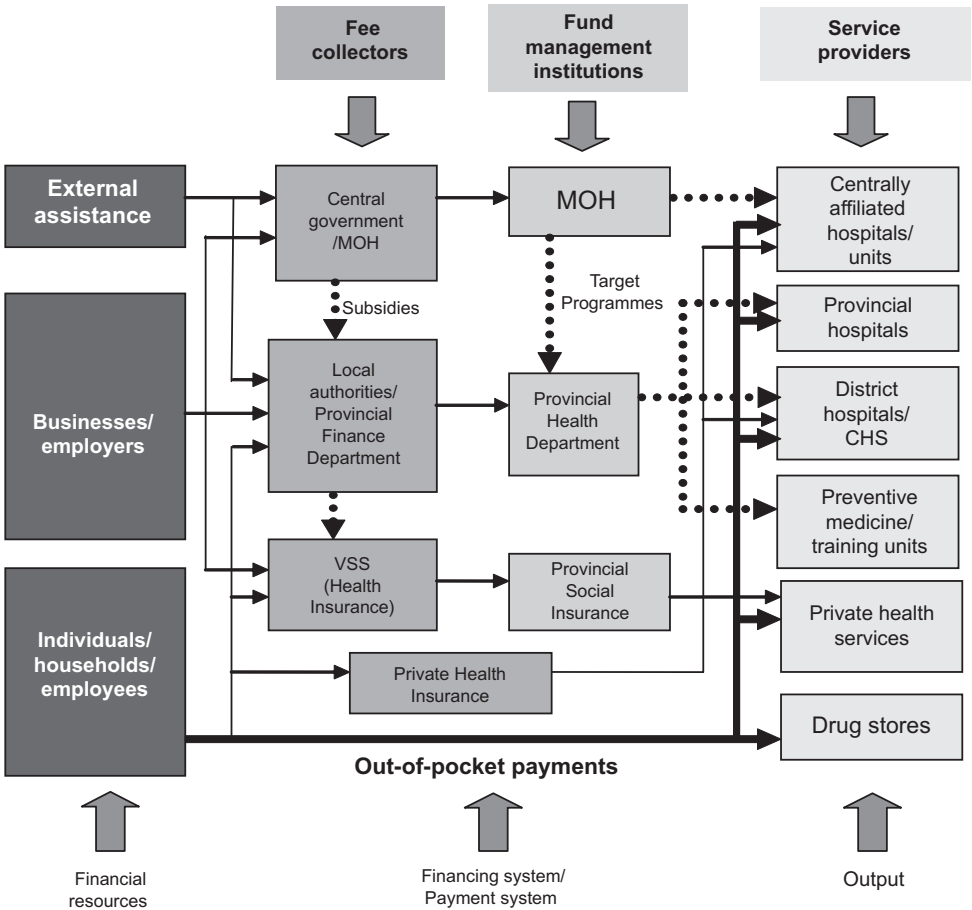 Fee
collectors
Fund
management
institutions
Service
providers
External
assistance
Central
government
/MOH
MOH
Centrally
affiliated
hospitals/
units
Subsidies
Target
Programmes
Businesses/
employers
Local
authorities/
Provincial
Finance
Department
Provincial
Health
Department
Provincial
hospitals
District
hospitals/
CHS
Preventive
medicine/
training units
VSS
(Health
Insurance)
Provincial
Social
Insurance
Private health
services
Individuals/
households/
employees
Private Health
Insurance
Drug stores
Out-of-pocket payments
Financial
resources
Financing system/
Payment system
Output